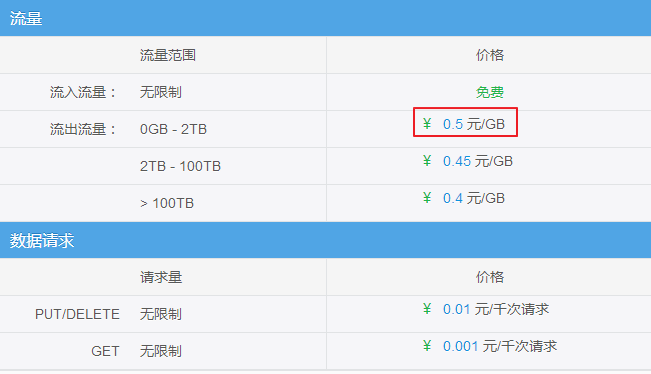 流量
流量范围 价格
流入流量： 无限制 免费
流出流量： 0GB - 2TB ¥ 0.5 元/GB
2TB - 100TB ¥ 0.45 元/GB
> 100TB ¥ 0.4 元/GB
数据请求
请求量 价格
PUT/DELETE 无限制 ¥ 0.01 元/千次请求
GET 无限制 ¥ 0.001 元/千次请求